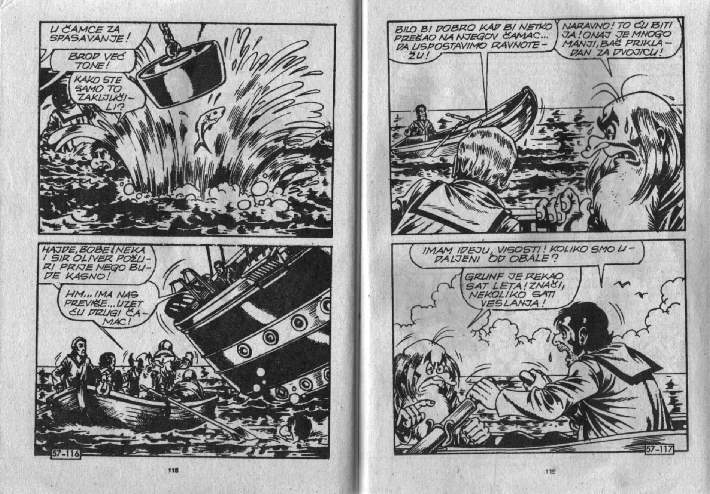 U ČAMCE ZA
SPASAVANJE!
BROD VEĆ
TONE!
KAKO STE
SAMO TO
ZAKLJUČI-
LI?
HAJDE, BOBE! NEKA
I SIR OLIVER POŽU-
RI PRIJE NEGO BU-
DE KASNO!
HM... IMA NAS
PREVIŠE... UZET
ĆU DRUGI ČA-
MAC!
57-116
118
BILO BI DOBRO KAD BI NETKO
PREŠAO NA NJEGOV ČAMAC...
DA USPOSTAVIMO RAVNOTE-
ŽU!
NARAVNO! TO ĆU BITI
JA! ONAJ JE MNOGO
MANJI, BAŠ PRIKLA-
DAN ZA DVOJICU!
IMAM IDEJU, VISOSTI! KOLIKO SMO U-
DALJENI OD OBALE?
GRUNF JE REKAO
SAT LETA! ZNAČI,
NEKOLIKO SATI
VESLANJA!
57-117